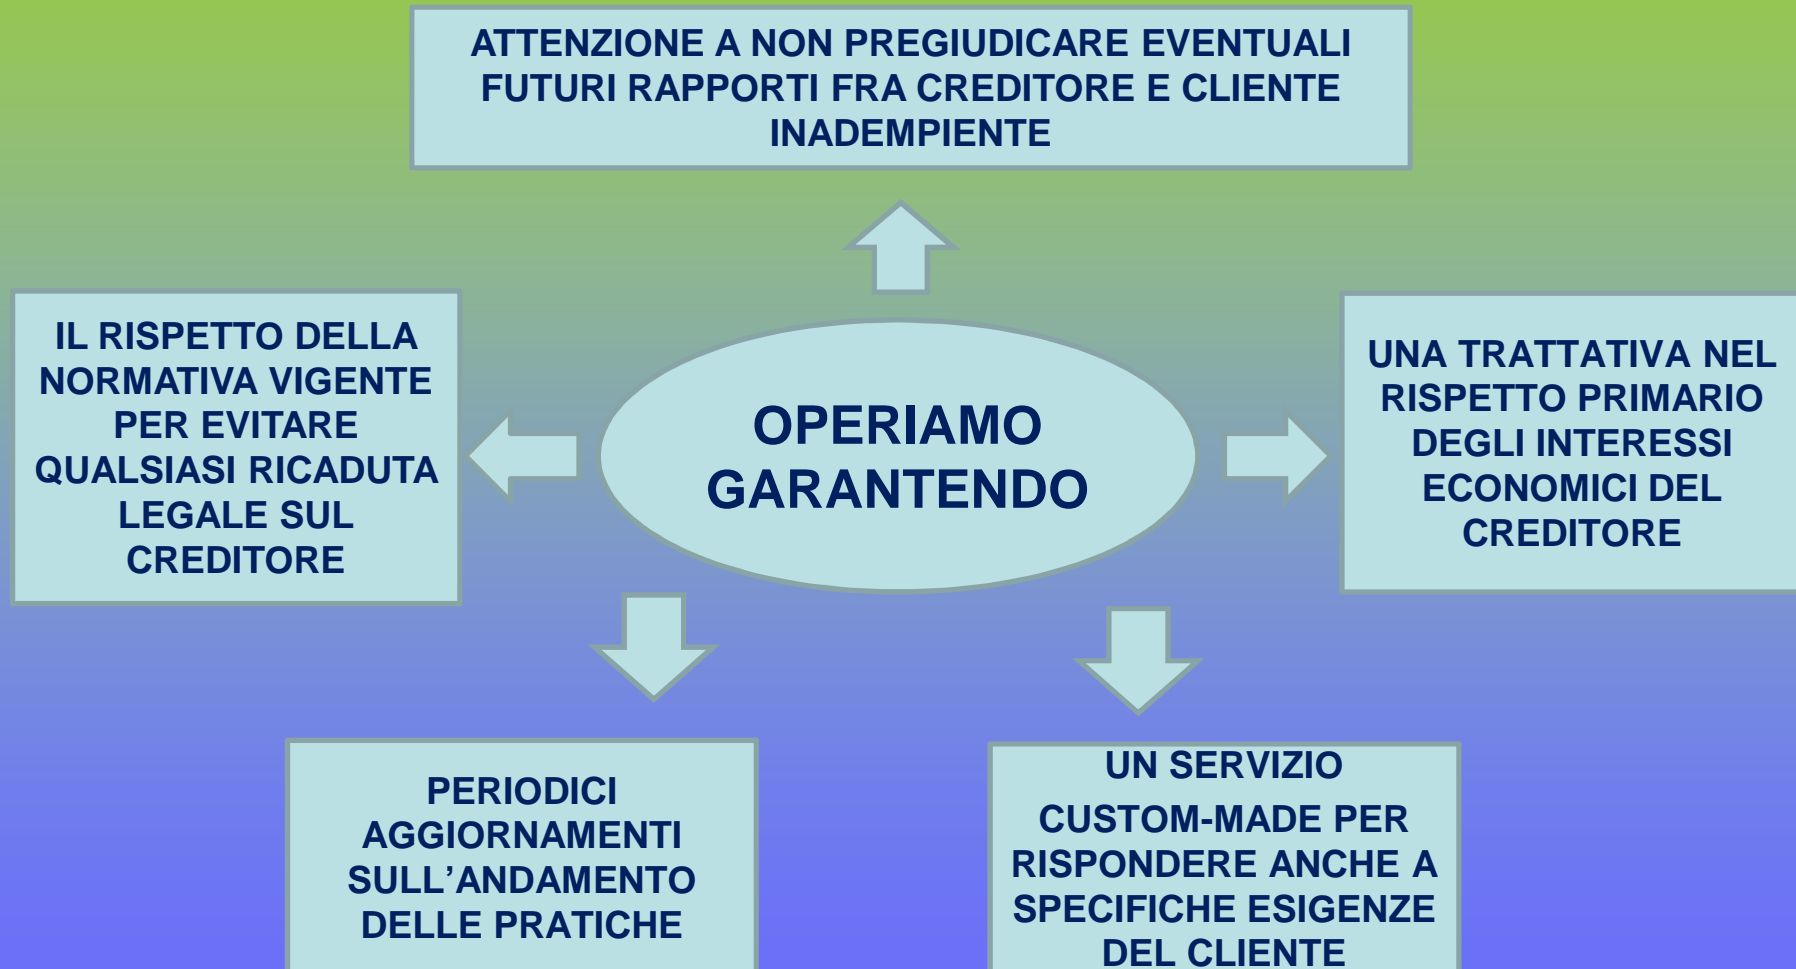 ATTENZIONE A NON PREGIUDICARE EVENTUALI
FUTURI RAPPORTI FRA CREDITORE E CLIENTE
INADEMPIENTE
IL RISPETTO DELLA
NORMATIVA VIGENTE
PER EVITARE
QUALSIASI RICADUTA
LEGALE SUL
CREDITORE
OPERIAMO
GARANTENDO
UNA TRATTATIVA NEL
RISPETTO PRIMARIO
DEGLI INTERESSI
ECONOMICI DEL
CREDITORE
PERIODICI
AGGIORNAMENTI
SULL’ANDAMENTO
DELLE PRATICHE
UN SERVIZIO
CUSTOM-MADE PER
RISPONDERE ANCHE A
SPECIFICHE ESIGENZE
DEL CLIENTE